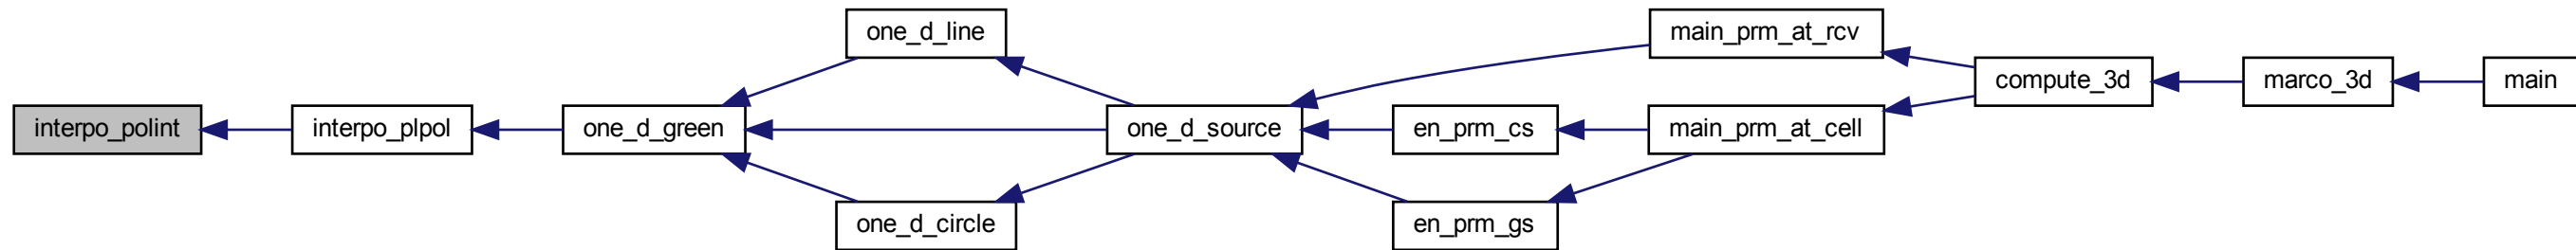 interpo_polint
interpo_plpol
one_d_green
one_d_line
one_d_circle
one_d_source
main_prm_at_rcv
en_prm_cs
en_prm_gs
main_prm_at_cell
compute_3d
marco_3d
main